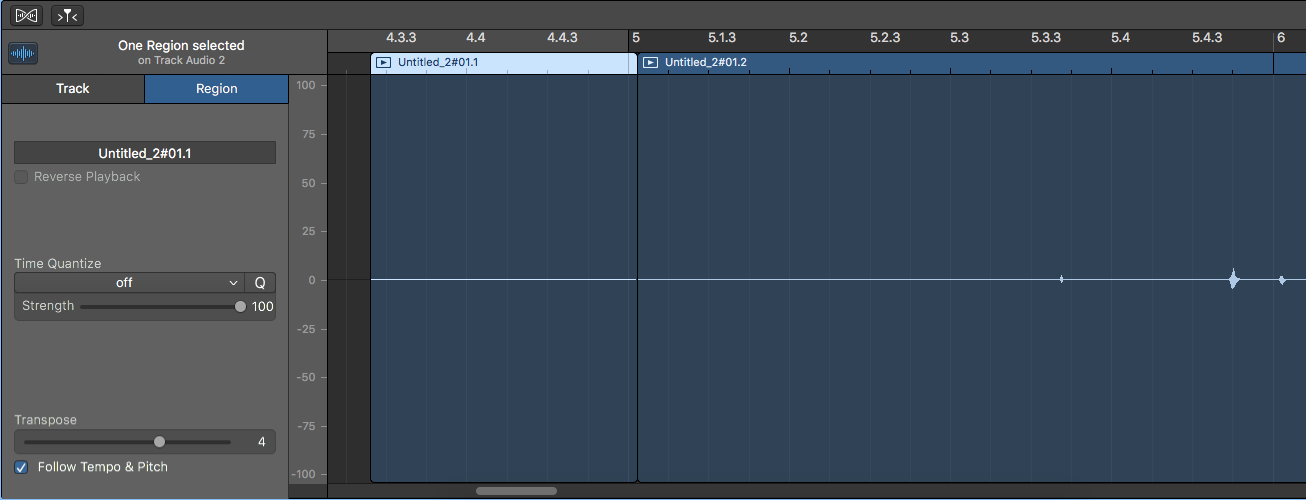 One Region selected
on Track Audio 2
4.3.3 4.4 4.4.3 5 5.1.3 5.2 5.2.3 5.3 5.3.3 5.4 5.4.3 6
Untitled_2#01.1 Untitled_2#01.2
Track Region
Untitled_2#01.1
Reverse Playback
Time Quantize
off Q
Strength 100
Transpose
4
Follow Tempo & Pitch
100
75
50
25
0
-25
-50
-75
-100